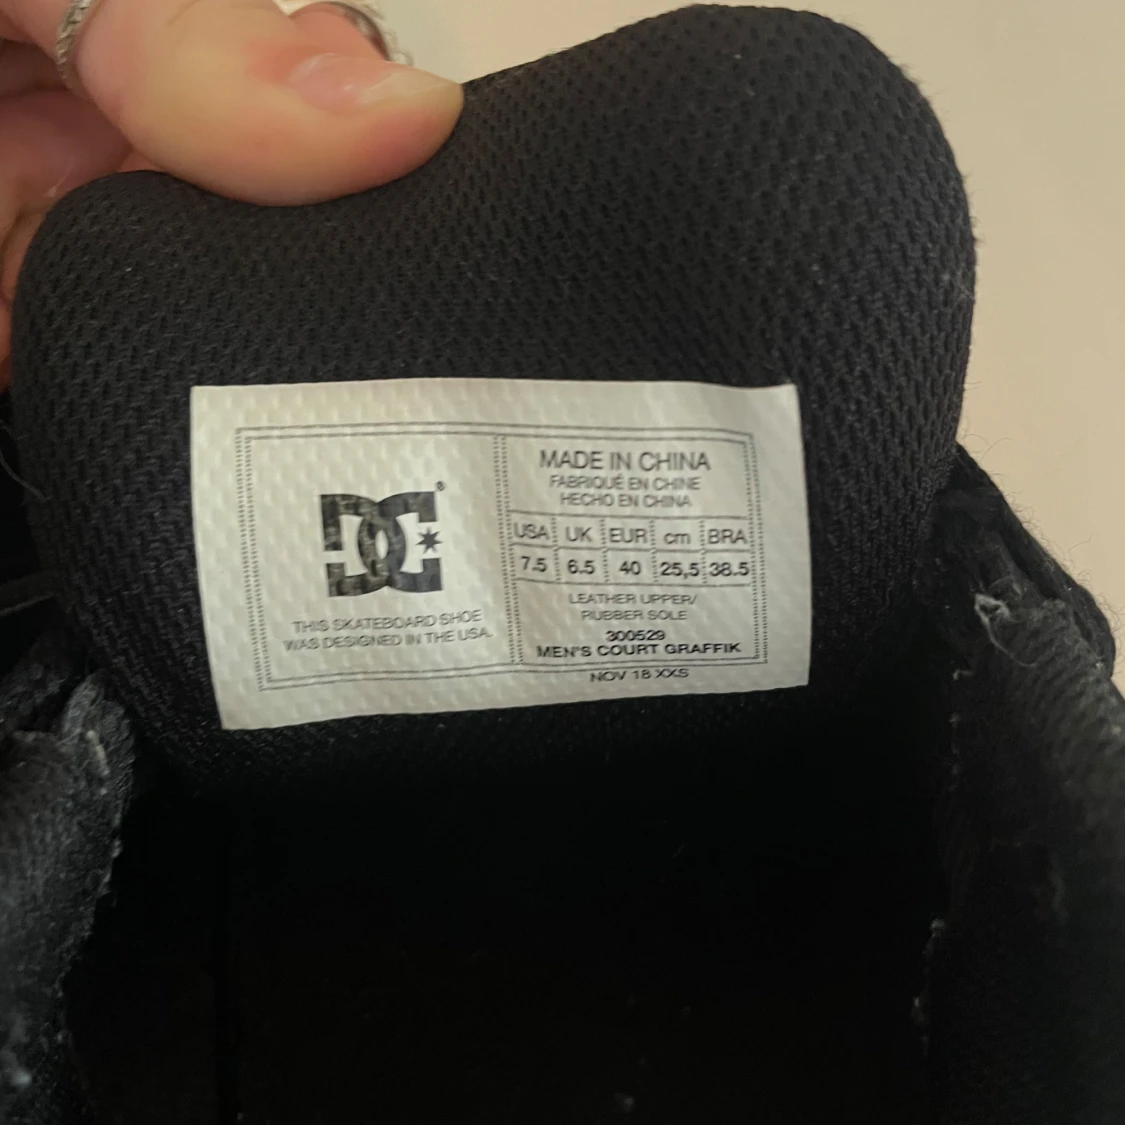 DC®
THIS SKATEBOARD SHOE
WAS DESIGNED IN THE USA.
MADE IN CHINA
FABRIQUÉ EN CHINE
HECHO EN CHINA
USA UK EUR cm BRA
7.5 6.5 40 25,5 38.5
LEATHER UPPER/
RUBBER SOLE
300529
MEN'S COURT GRAFFIK
NOV 18 XXS